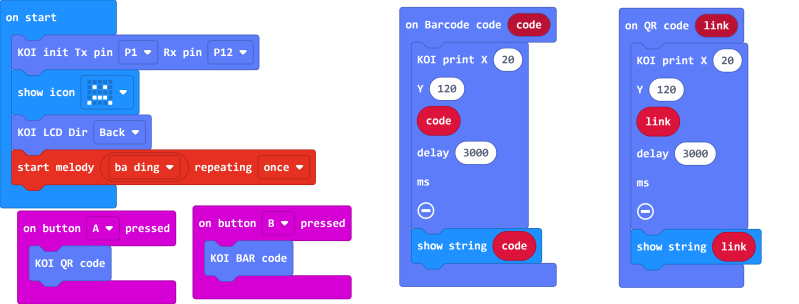 on start
KOI init Tx pin P1 Rx pin P12
show icon
KOI LCD Dir Back
start melody ba ding repeating once
on button A pressed
KOI QR code
on button B pressed
KOI BAR code
on Barcode code code
KOI print X 20
Y 120
code
delay 3000
ms
show string code
on QR code link
KOI print X 20
Y 120
link
delay 3000
ms
show string link